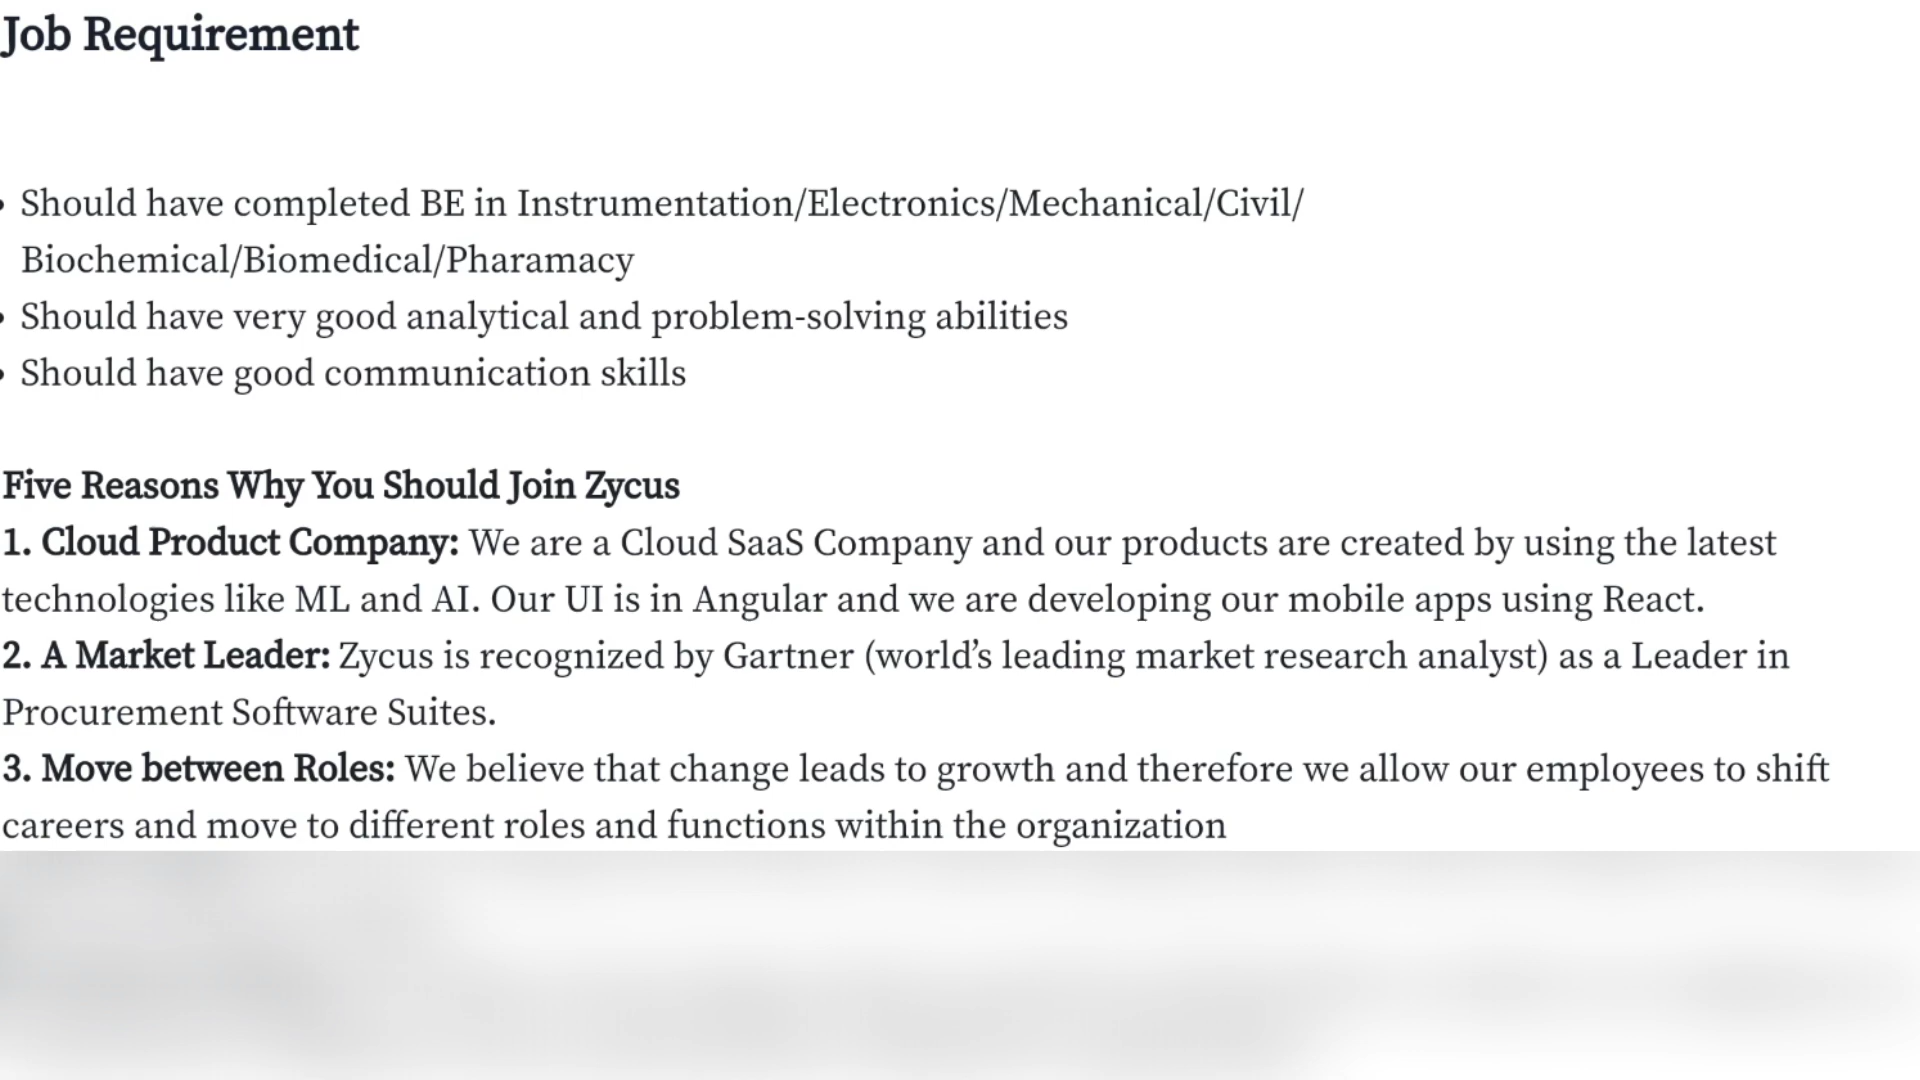 Job Requirement
• Should have completed BE in Instrumentation/Electronics/Mechanical/Civil/
Biochemical/Biomedical/Pharamacy
• Should have very good analytical and problem-solving abilities
• Should have good communication skills
Five Reasons Why You Should Join Zycus
1. Cloud Product Company: We are a Cloud SaaS Company and our products are created by using the latest
technologies like ML and AI. Our UI is in Angular and we are developing our mobile apps using React.
2. A Market Leader: Zycus is recognized by Gartner (world’s leading market research analyst) as a Leader in
Procurement Software Suites.
3. Move between Roles: We believe that change leads to growth and therefore we allow our employees to shift
careers and move to different roles and functions within the organization